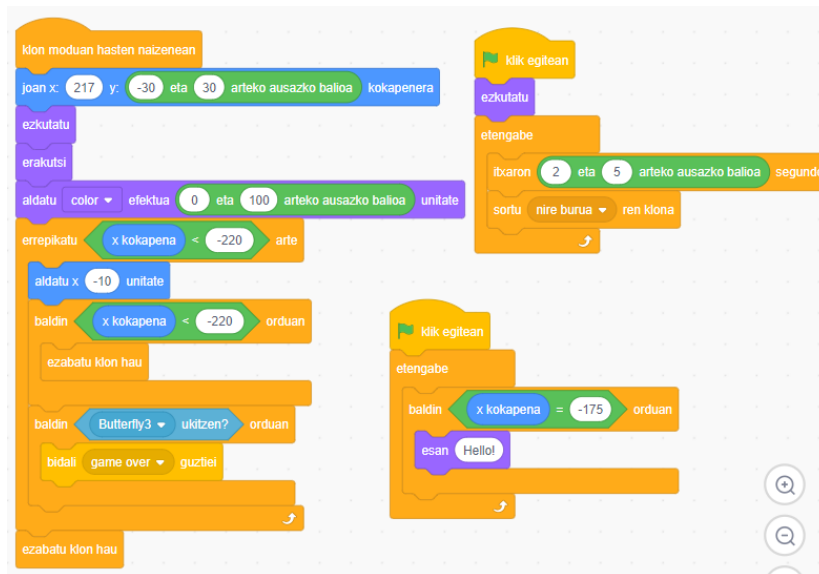 klon moduan hasten naizenean
joan x: 217 y: -30 eta 30 arteko ausazko balioa kokapenera
ezkutatu
erakutsi
aldatu color efektua 0 eta 100 arteko ausazko balioa unitate
errepikatu x kokapena < -220 arte
aldatu x -10 unitate
baldin x kokapena < -220 orduan
ezabatu klon hau
baldin Butterfly3 ukitzen? orduan
bidali game over guztiei
ezabatu klon hau
klik egitean
ezkutatu
etengabe
itxaron 2 eta 5 arteko ausazko balioa segundo
sortu nire burua ren klona
klik egitean
etengabe
baldin x kokapena = -175 orduan
esan Hello!